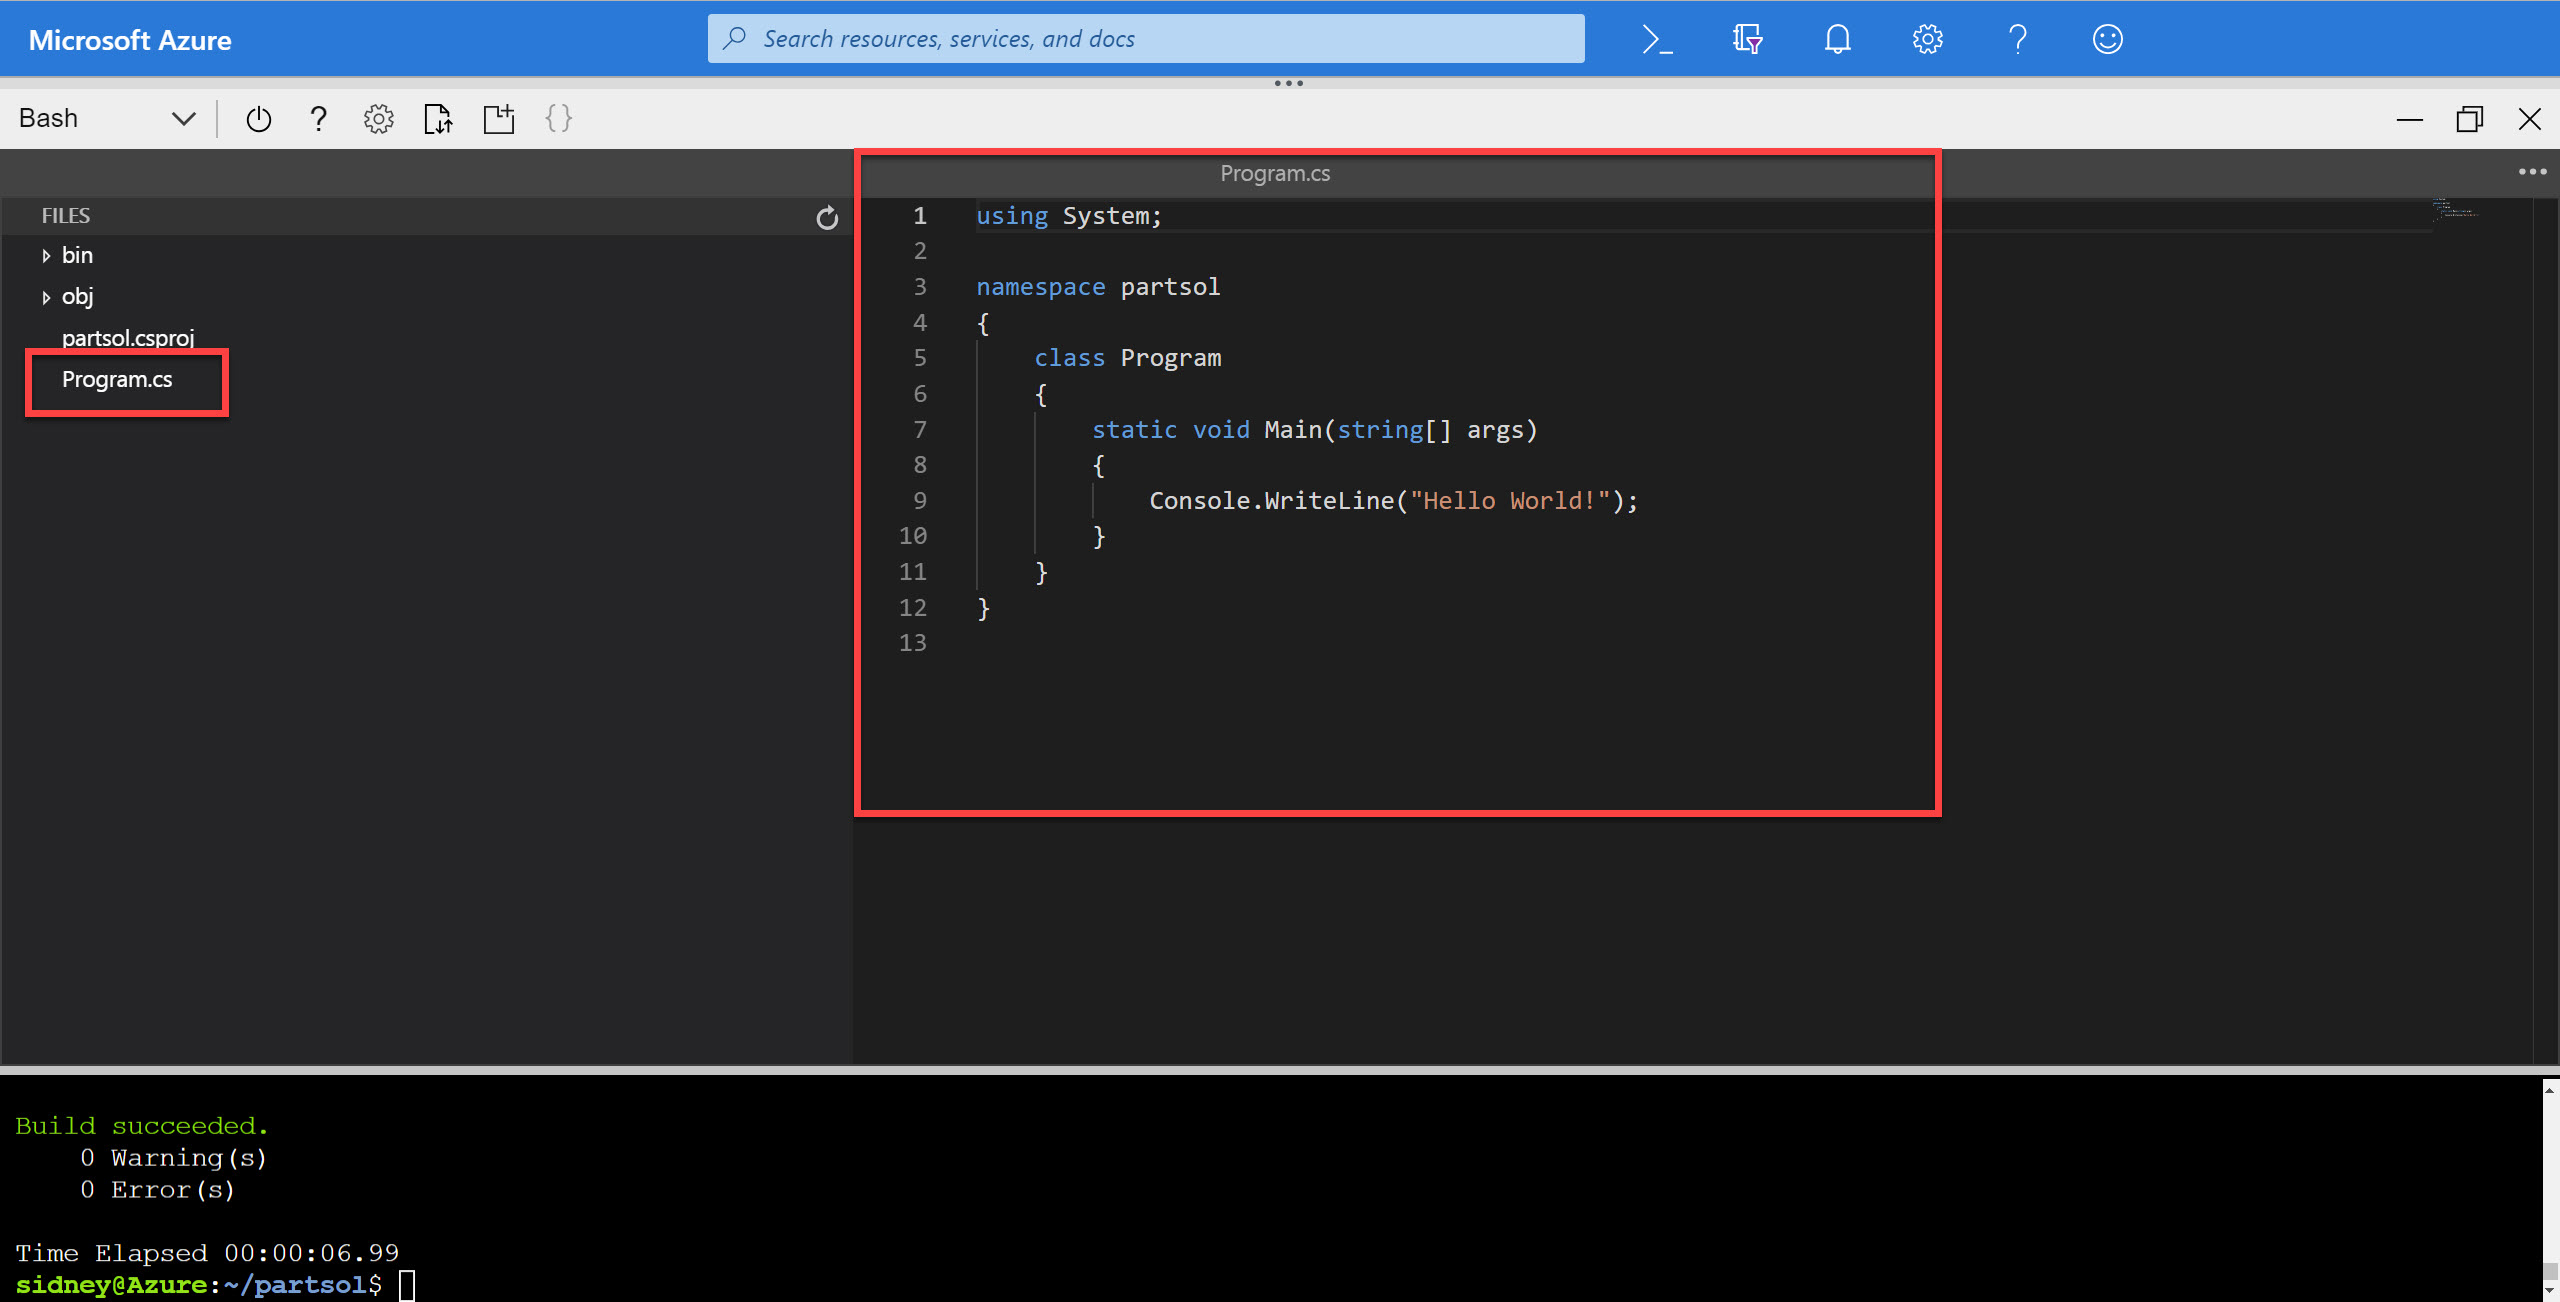 Microsoft Azure
Search resources, services, and docs
Bash
Program.cs
FILES
bin
obj
partsol.csproj
Program.cs
1 using System;
2
3 namespace partsol
4 {
5     class Program
6     {
7         static void Main(string[] args)
8         {
9             Console.WriteLine("Hello World!");
10         }
11     }
12 }
13
Build succeeded.
    0 Warning(s)
    0 Error(s)
Time Elapsed 00:00:06.99
sidney@Azure:~/partsol$